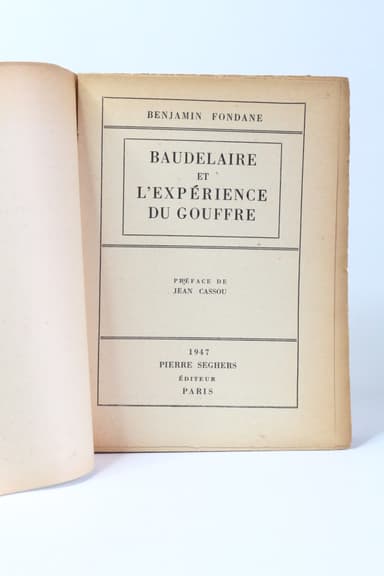 BENJAMIN FONDANE
BAUDELAIRE
ET
L'EXPÉRIENCE
DU GOUFFRE
PRÉFACE DE
JEAN CASSOU
1947
PIERRE SEGHERS
ÉDITEUR
PARIS